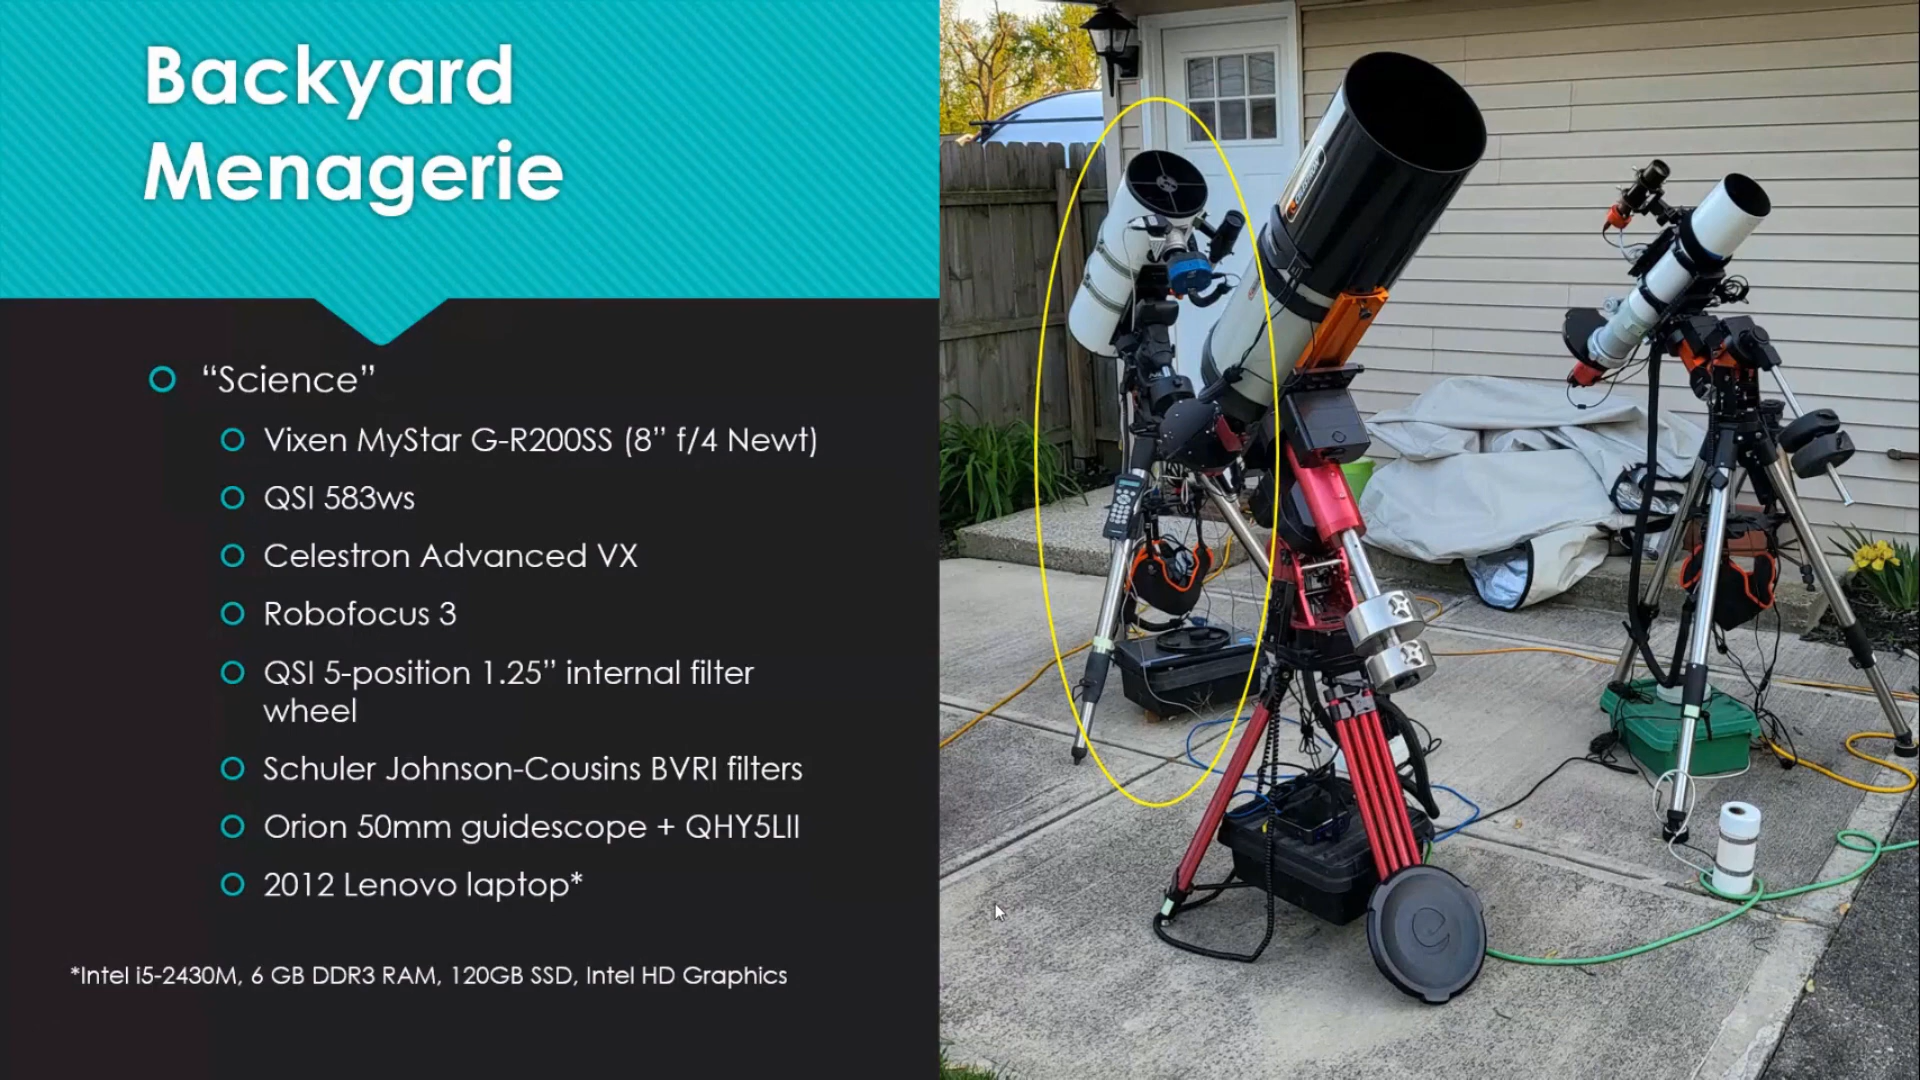 Backyard
Menagerie
“Science”
Vixen MyStar G-R200SS (8” f/4 Newt)
QSI 583ws
Celestron Advanced VX
Robofocus 3
QSI 5-position 1.25” internal filter
wheel
Schuler Johnson-Cousins BVRI filters
Orion 50mm guidescope + QHY5LII
2012 Lenovo laptop*
*Intel i5-2430M, 6 GB DDR3 RAM, 120GB SSD, Intel HD Graphics
CELESTRON